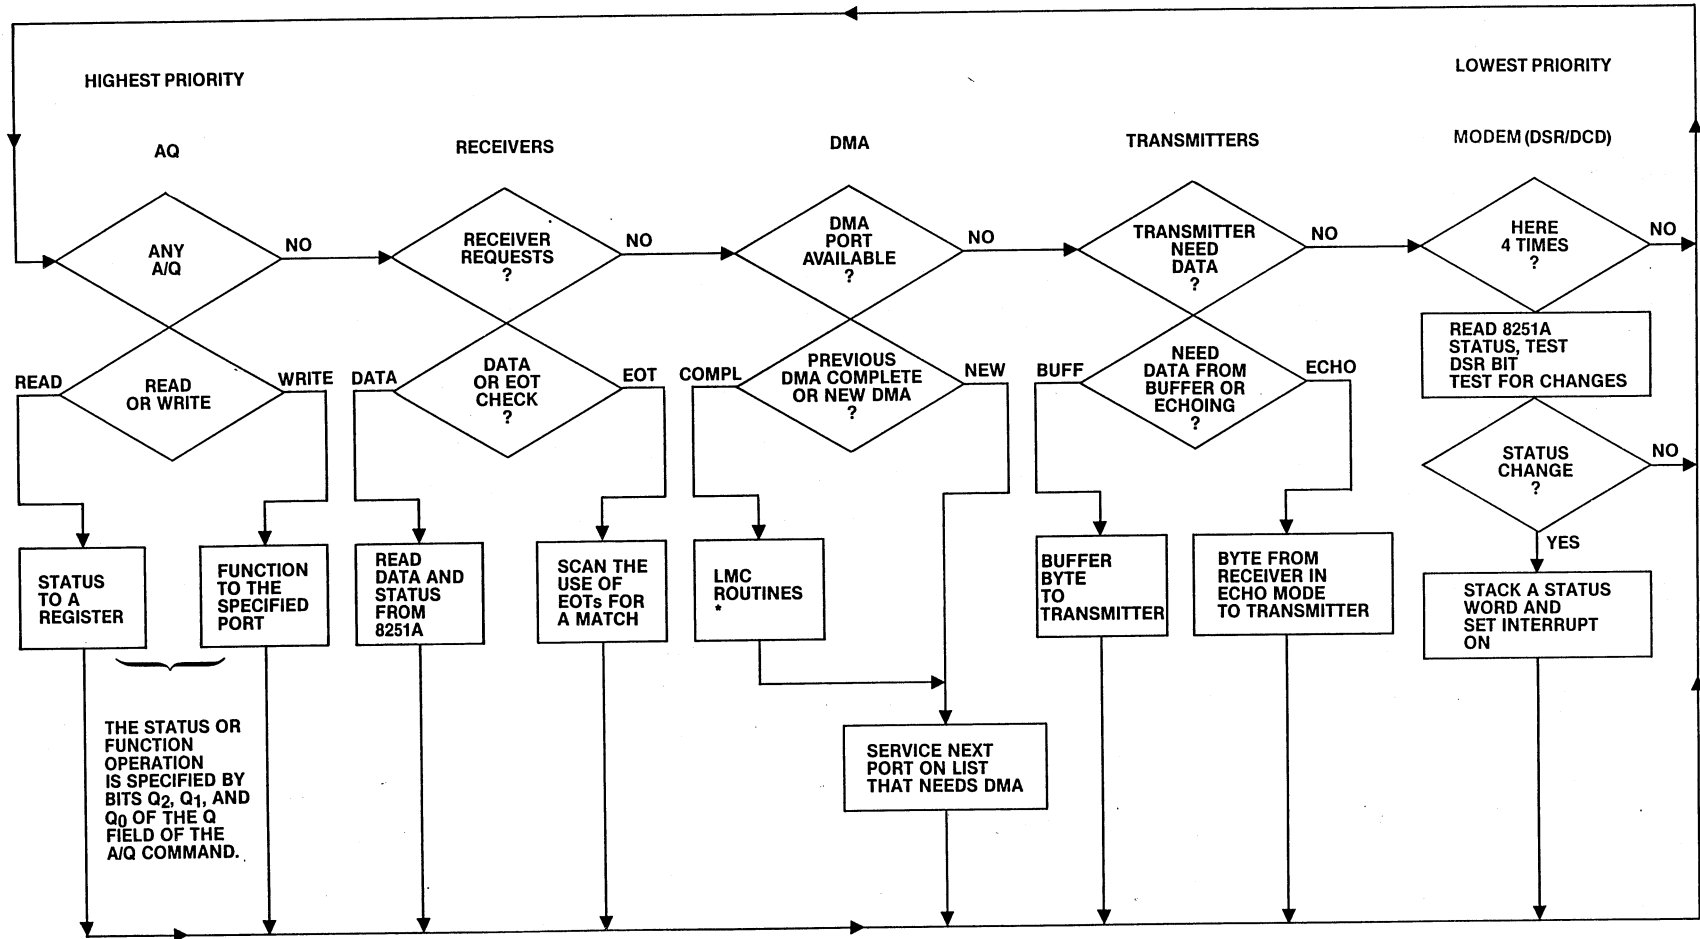 HIGHEST PRIORITY
LOWEST PRIORITY
AQ
RECEIVERS
DMA
TRANSMITTERS
MODEM (DSR/DCD)
ANY
A/Q
NO
RECEIVER
REQUESTS
?
NO
DMA
PORT
AVAILABLE
?
NO
TRANSMITTER
NEED
DATA
?
NO
HERE
4 TIMES
?
NO
READ
READ
OR WRITE
WRITE
DATA
DATA
OR EOT
CHECK
?
EOT
COMPL
PREVIOUS
DMA COMPLETE
OR NEW DMA
?
NEW
BUFF
NEED
DATA FROM
BUFFER OR
ECHOING
?
ECHO
READ 8251A
STATUS, TEST
DSR BIT
TEST FOR CHANGES
STATUS
CHANGE
?
NO
YES
STATUS
TO A
REGISTER
FUNCTION
TO THE
SPECIFIED
PORT
READ
DATA AND
STATUS
FROM
8251A
SCAN THE
USE OF
EOTs FOR
A MATCH
LMC
ROUTINES
*
BUFFER
BYTE
TO
TRANSMITTER
BYTE FROM
RECEIVER IN
ECHO MODE
TO TRANSMITTER
STACK A STATUS
WORD AND
SET INTERRUPT
ON
THE STATUS OR
FUNCTION
OPERATION
IS SPECIFIED BY
BITS Q2, Q1, AND
Q0 OF THE Q
FIELD OF THE
A/Q COMMAND.
SERVICE NEXT
PORT ON LIST
THAT NEEDS DMA